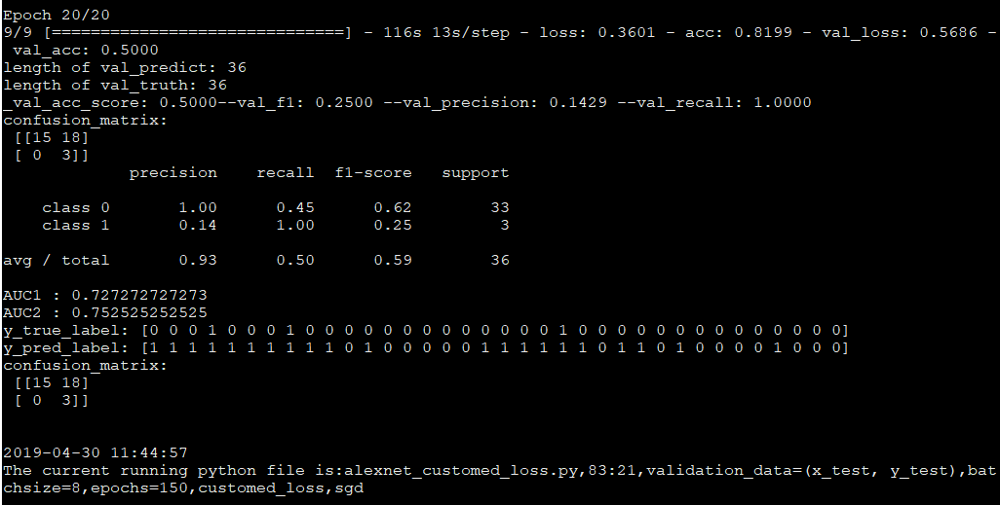 Epoch 20/20
9/9 [==============================] - 116s 13s/step - loss: 0.3601 - acc: 0.8199 - val_loss: 0.5686 -
 val_acc: 0.5000
length of val_predict: 36
length of val_truth: 36
_val_acc_score: 0.5000--val_f1: 0.2500 --val_precision: 0.1429 --val_recall: 1.0000
confusion_matrix:
 [[15 18]
 [ 0  3]]
             precision    recall  f1-score   support
    class 0       1.00      0.45      0.62        33
    class 1       0.14      1.00      0.25         3
avg / total       0.93      0.50      0.59        36
AUC1 : 0.727272727273
AUC2 : 0.752525252525
y_true_label: [0 0 0 1 0 0 0 1 0 0 0 0 0 0 0 0 0 0 0 0 0 1 0 0 0 0 0 0 0 0 0 0 0 0 0 0]
y_pred_label: [1 1 1 1 1 1 1 1 1 1 0 1 0 0 0 0 0 1 1 1 1 1 1 0 1 1 0 1 0 0 0 0 1 0 0 0]
confusion_matrix:
 [[15 18]
 [ 0  3]]
2019-04-30 11:44:57
The current running python file is:alexnet_customed_loss.py,83:21,validation_data=(x_test, y_test),bat
chsize=8,epochs=150,customed_loss,sgd